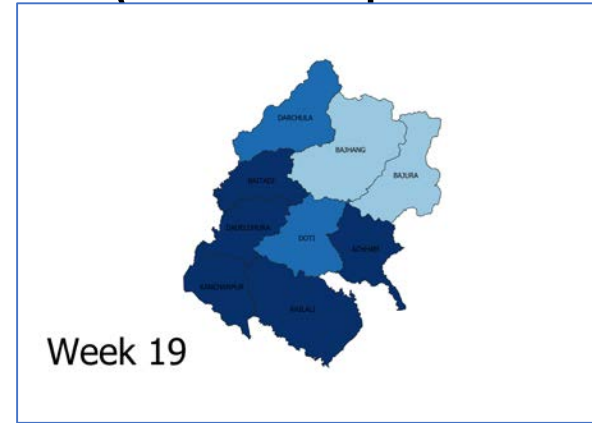 DARCHULA
BAJHANG
BAJURA
BAITADI
DADELDHURA
DOTI
ACHHAM
KANCHANPUR
KAILALI
Week 19